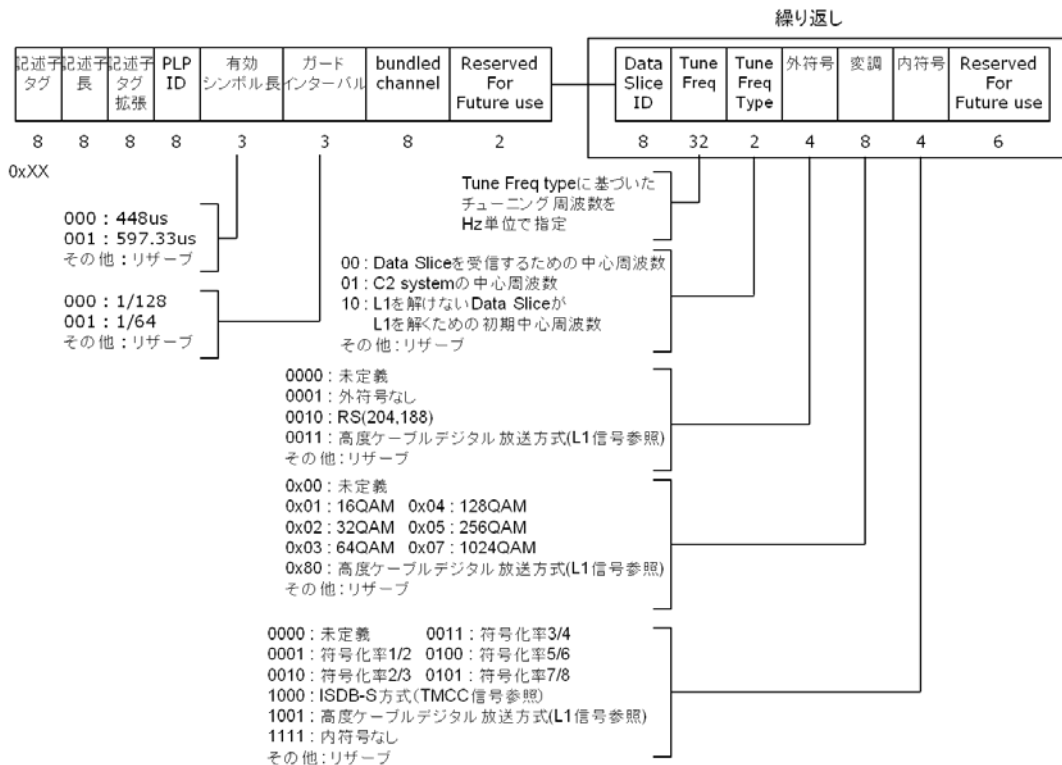 繰り返し
記述子タグ 記述子長 記述子タグ拡張 PLP ID 有効シンボル長 ガードインターバル bundled channel Reserved For Future use Data Slice ID Tune Freq Tune Freq Type 外符号 変調 内符号 Reserved For Future use
8 8 8 8 3 3 8 2 8 32 2 4 8 4 6
0xXX
000：448us
001：597.33us
その他：リザーブ
000：1/128
001：1/64
その他：リザーブ
Tune Freq typeに基づいた
チューニング周波数を
Hz単位で指定
00：Data Sliceを受信するための中心周波数
01：C2 systemの中心周波数
10：L1を解けないData Sliceが
L1を解くための初期中心周波数
その他：リザーブ
0000：未定義
0001：外符号なし
0010：RS(204,188)
0011：高度ケーブルデジタル放送方式(L1信号参照)
その他：リザーブ
0x00：未定義
0x01：16QAM 0x04：128QAM
0x02：32QAM 0x05：256QAM
0x03：64QAM 0x07：1024QAM
0x80：高度ケーブルデジタル放送方式(L1信号参照)
その他：リザーブ
0000：未定義 0011：符号化率3/4
0001：符号化率1/2 0100：符号化率5/6
0010：符号化率2/3 0101：符号化率7/8
1000：ISDB-S方式(TMCC信号参照)
1001：高度ケーブルデジタル放送方式(L1信号参照)
1111：内符号なし
その他：リザーブ